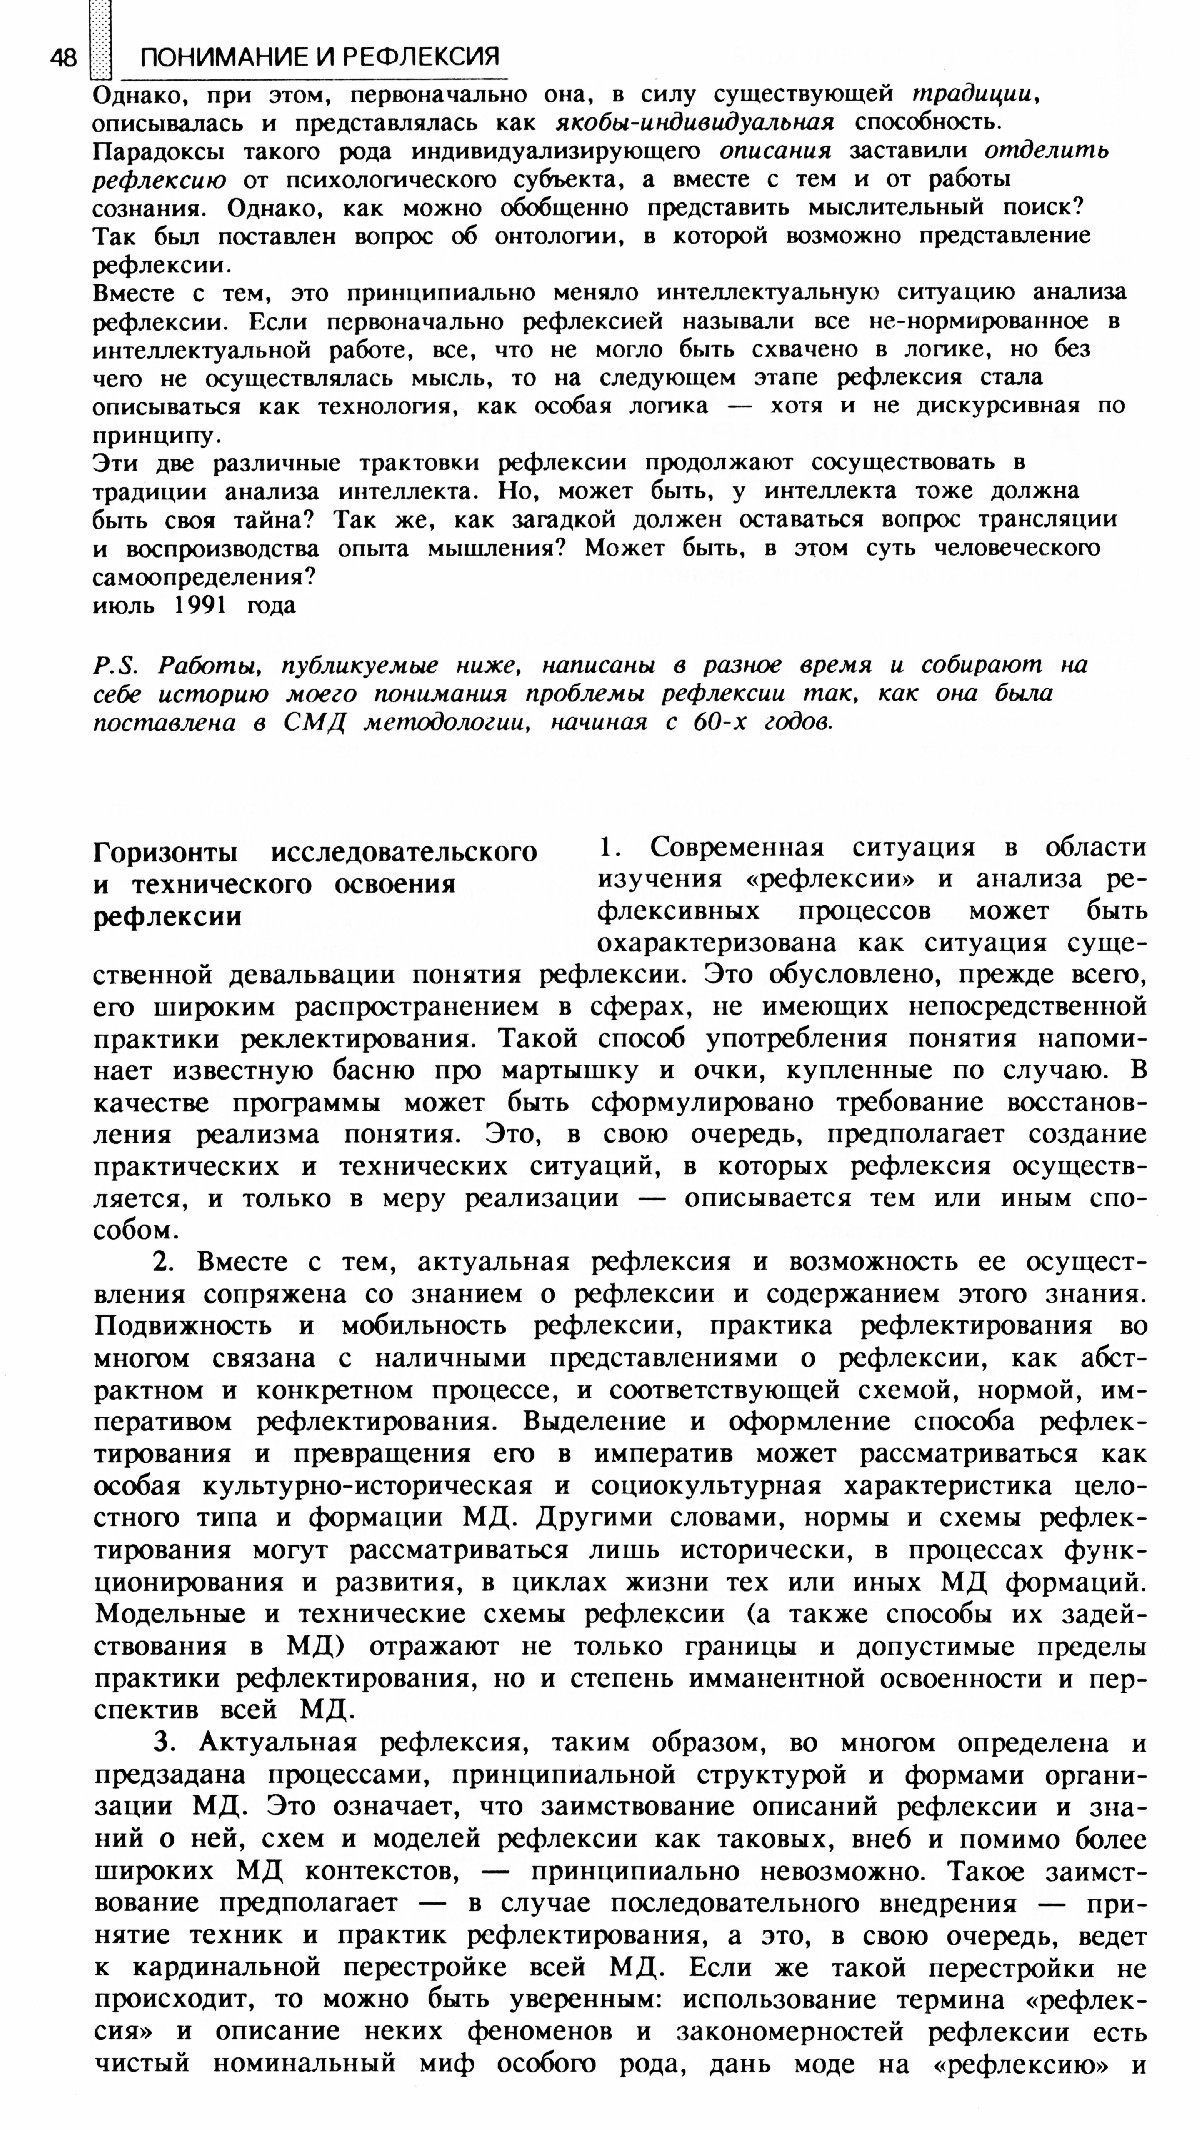 48 ПОНИМАНИЕ И РЕФЛЕКСИЯ
Однако, при этом, первоначально она, в силу существующей традиции,
описывалась и представлялась как якобы-индивидуальная способность.
Парадоксы такого рода индивидуализирующего описания заставили отделить
рефлексию от психологического субъекта, а вместе с тем и от работы
сознания. Однако, как можно обобщенно представить мыслительный поиск?
Так был поставлен вопрос об онтологии, в которой возможно представление
рефлексии.
Вместе с тем, это принципиально меняло интеллектуальную ситуацию анализа
рефлексии. Если первоначально рефлексией называли все не-нормированное в
интеллектуальной работе, все, что не могло быть схвачено в логике, но без
чего не осуществлялась мысль, то на следующем этапе рефлексия стала
описываться как технология, как особая логика — хотя и не дискурсивная по
принципу.
Эти две различные трактовки рефлексии продолжают сосуществовать в
традиции анализа интеллекта. Но, может быть, у интеллекта тоже должна
быть своя тайна? Так же, как загадкой должен оставаться вопрос трансляции
и воспроизводства опыта мышления? Может быть, в этом суть человеческого
самоопределения?
июль 1991 года
P.S. Работы, публикуемые ниже, написаны в разное время и собирают на
себе историю моего понимания проблемы рефлексии так, как она была
поставлена в СМД методологии, начиная с 60-х годов.
Горизонты исследовательского
и технического освоения
рефлексии
1. Современная ситуация в области
изучения «рефлексии» и анализа ре-
флексивных процессов может быть
охарактеризована как ситуация суще-
ственной девальвации понятия рефлексии. Это обусловлено, прежде всего,
его широким распространением в сферах, не имеющих непосредственной
практики реклектирования. Такой способ употребления понятия напоми-
нает известную басню про мартышку и очки, купленные по случаю. В
качестве программы может быть сформулировано требование восстанов-
ления реализма понятия. Это, в свою очередь, предполагает создание
практических и технических ситуаций, в которых рефлексия осуществ-
ляется, и только в меру реализации — описывается тем или иным спо-
собом.
2. Вместе с тем, актуальная рефлексия и возможность ее осущест-
вления сопряжена со знанием о рефлексии и содержанием этого знания.
Подвижность и мобильность рефлексии, практика рефлектирования во
многом связана с наличными представлениями о рефлексии, как абст-
рактном и конкретном процессе, и соответствующей схемой, нормой, им-
перативом рефлектирования. Выделение и оформление способа рефлек-
тирования и превращения его в императив может рассматриваться как
особая культурно-историческая и социокультурная характеристика цело-
стного типа и формации МД. Другими словами, нормы и схемы рефлек-
тирования могут рассматриваться лишь исторически, в процессах функ-
ционирования и развития, в циклах жизни тех или иных МД формаций.
Модельные и технические схемы рефлексии (а также способы их задей-
ствования в МД) отражают не только границы и допустимые пределы
практики рефлектирования, но и степень имманентной освоенности и пер-
спектив всей МД.
3. Актуальная рефлексия, таким образом, во многом определена и
предзадана процессами, принципиальной структурой и формами органи-
зации МД. Это означает, что заимствование описаний рефлексии и зна-
ний о ней, схем и моделей рефлексии как таковых, вне6 и помимо более
широких МД контекстов, — принципиально невозможно. Такое заимст-
вование предполагает — в случае последовательного внедрения — при-
нятие техник и практик рефлектирования, а это, в свою очередь, ведет
к кардинальной перестройке всей МД. Если же такой перестройки не
происходит, то можно быть уверенным: использование термина «рефлек-
сия» и описание неких феноменов и закономерностей рефлексии есть
чистый номинальный миф особого рода, дань моде на «рефлексию» и